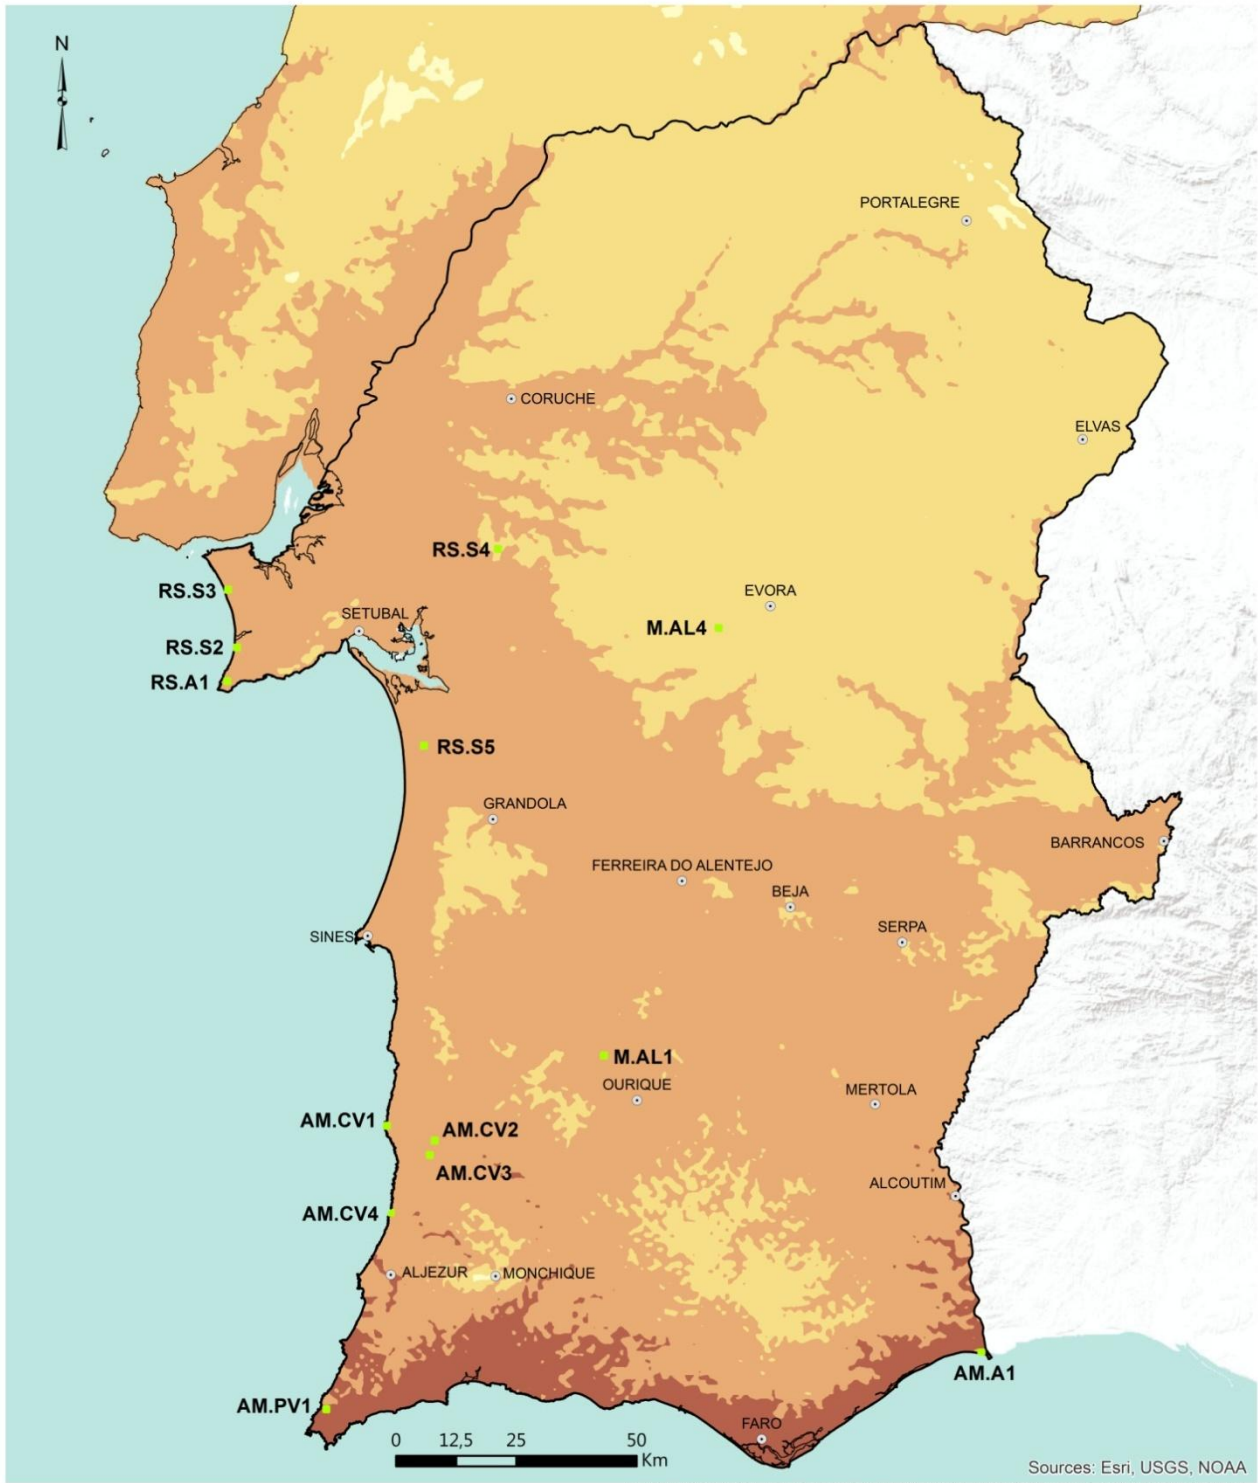 N
PORTALEGRE
CORUCHE
ELVAS
RS.S4
RS.S3
EVORA
SETUBAL
M.AL4
RS.S2
RS.A1
RS.S5
GRANDOLA
BARRANCOS
FERREIRA DO ALENTEJO
BEJA
SERPA
SINES
M.AL1
OURIQUE
MERTOLA
AM.CV1
AM.CV2
AM.CV3
ALCOUTIM
AM.CV4
ALJEZUR
MONCHIQUE
AM.A1
AM.PV1
FARO
0 12,5 25 50
Km
Sources: Esri, USGS, NOAA